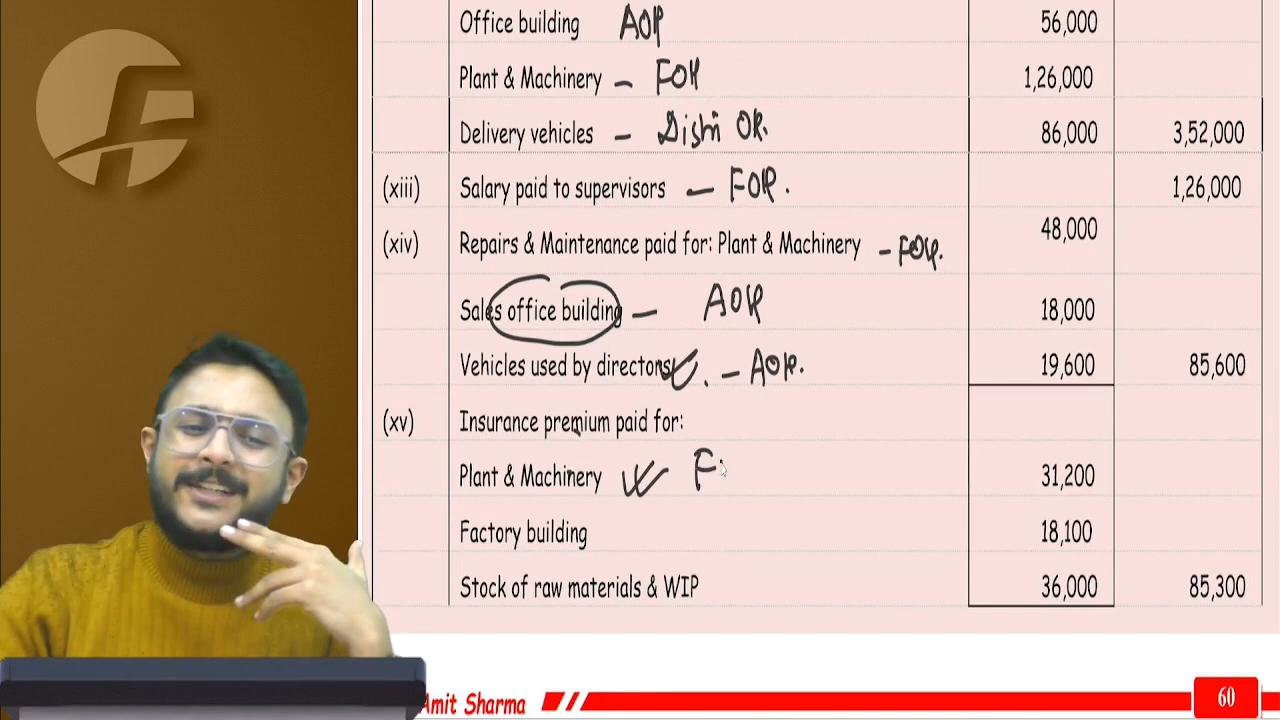 Office building AOH 56,000
Plant & Machinery – FOH 1,26,000
Delivery vehicles – OH. 86,000 3,52,000
(xiii) Salary paid to supervisors – FOH. 1,26,000
(xiv) Repairs & Maintenance paid for: Plant & Machinery – FOH. 48,000
Sales office building – AOH 18,000
Vehicles used by directors – AOH. 19,600 85,600
(xv) Insurance premium paid for:
Plant & Machinery F 31,200
Factory building 18,100
Stock of raw materials & WIP 36,000 85,300
Amit Sharma 60